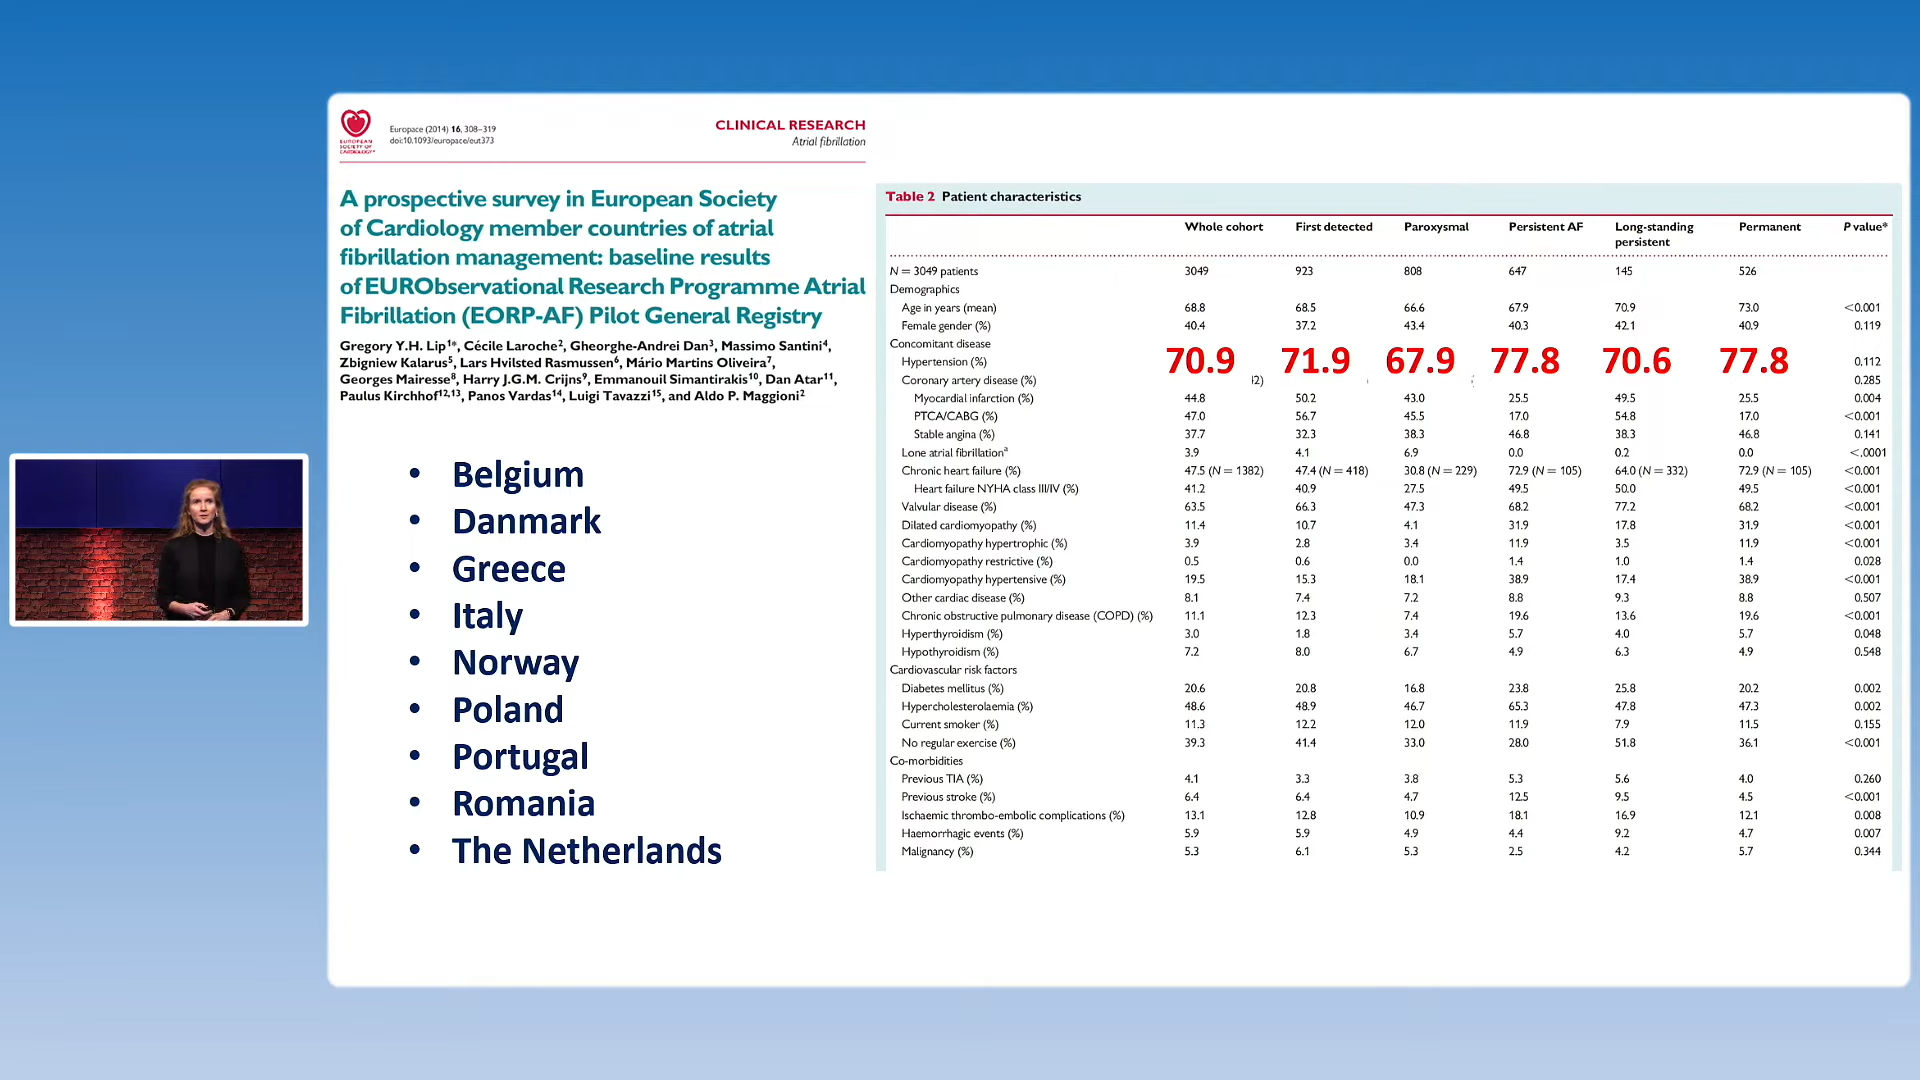 EUROPEAN
SOCIETY OF
CARDIOLOGY®
Europace (2014) 16, 308–319
doi:10.1093/europace/eut373
CLINICAL RESEARCH
Atrial fibrillation
A prospective survey in European Society
of Cardiology member countries of atrial
fibrillation management: baseline results
of EURObservational Research Programme Atrial
Fibrillation (EORP-AF) Pilot General Registry
Gregory Y.H. Lip1*, Cécile Laroche2, Gheorghe-Andrei Dan3, Massimo Santini4,
Zbigniew Kalarus5, Lars Hvilsted Rasmussen6, Mário Martins Oliveira7,
Georges Mairesse8, Harry J.G.M. Crijns9, Emmanouil Simantirakis10, Dan Atar11,
Paulus Kirchhof12,13, Panos Vardas14, Luigi Tavazzi15, and Aldo P. Maggioni2
• Belgium
• Danmark
• Greece
• Italy
• Norway
• Poland
• Portugal
• Romania
• The Netherlands
Table 2 Patient characteristics
Whole cohort First detected Paroxysmal Persistent AF Long-standing persistent Permanent P value*
N = 3049 patients 3049 923 808 647 145 526
Demographics
Age in years (mean) 68.8 68.5 66.6 67.9 70.9 73.0 <0.001
Female gender (%) 40.4 37.2 43.4 40.3 42.1 40.9 0.119
Concomitant disease
Hypertension (%) 70.9 71.9 67.9 77.8 70.6 77.8 0.112
Coronary artery disease (%) 0.285
Myocardial infarction (%) 44.8 50.2 43.0 25.5 49.5 25.5 0.004
PTCA/CABG (%) 47.0 56.7 45.5 17.0 54.8 17.0 <0.001
Stable angina (%) 37.7 32.3 38.3 46.8 38.3 46.8 0.141
Lone atrial fibrillationa 3.9 4.1 6.9 0.0 0.2 0.0 <.0001
Chronic heart failure (%) 47.5 (N = 1382) 47.4 (N = 418) 30.8 (N = 229) 72.9 (N = 105) 64.0 (N = 332) 72.9 (N = 105) <0.001
Heart failure NYHA class III/IV (%) 41.2 40.9 27.5 49.5 50.0 49.5 <0.001
Valvular disease (%) 63.5 66.3 47.3 68.2 77.2 68.2 <0.001
Dilated cardiomyopathy (%) 11.4 10.7 4.1 31.9 17.8 31.9 <0.001
Cardiomyopathy hypertrophic (%) 3.9 2.8 3.4 11.9 3.5 11.9 <0.001
Cardiomyopathy restrictive (%) 0.5 0.6 0.0 1.4 1.0 1.4 0.028
Cardiomyopathy hypertensive (%) 19.5 15.3 18.1 38.9 17.4 38.9 <0.001
Other cardiac disease (%) 8.1 7.4 7.2 8.8 9.3 8.8 0.507
Chronic obstructive pulmonary disease (COPD) (%) 11.1 12.3 7.4 19.6 13.6 19.6 <0.001
Hyperthyroidism (%) 3.0 1.8 3.4 5.7 4.0 5.7 0.048
Hypothyroidism (%) 7.2 8.0 6.7 4.9 6.3 4.9 0.548
Cardiovascular risk factors
Diabetes mellitus (%) 20.6 20.8 16.8 23.8 25.8 20.2 0.002
Hypercholesterolaemia (%) 48.6 48.9 46.7 65.3 47.8 47.3 0.002
Current smoker (%) 11.3 12.2 12.0 11.9 7.9 11.5 0.155
No regular exercise (%) 39.3 41.4 33.0 28.0 51.8 36.1 <0.001
Co-morbidities
Previous TIA (%) 4.1 3.3 3.8 5.3 5.6 4.0 0.260
Previous stroke (%) 6.4 6.4 4.7 12.5 9.5 4.5 <0.001
Ischaemic thrombo-embolic complications (%) 13.1 12.8 10.9 18.1 16.9 12.1 0.008
Haemorrhagic events (%) 5.9 5.9 4.9 4.4 9.2 4.7 0.007
Malignancy (%) 5.3 6.1 5.3 2.5 4.2 5.7 0.344